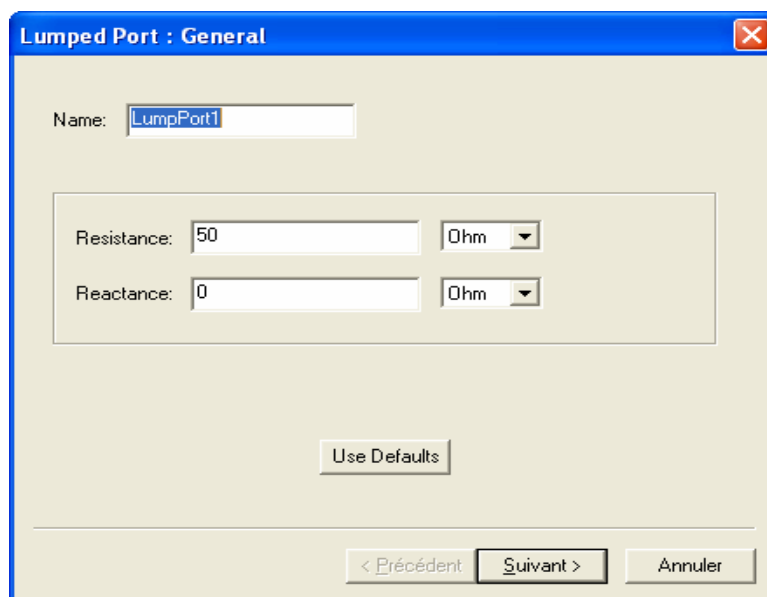 Lumped Port : General
Name: LumpPort1
Resistance: 50 Ohm
Reactance: 0 Ohm
Use Defaults
< Précédent Suivant > Annuler